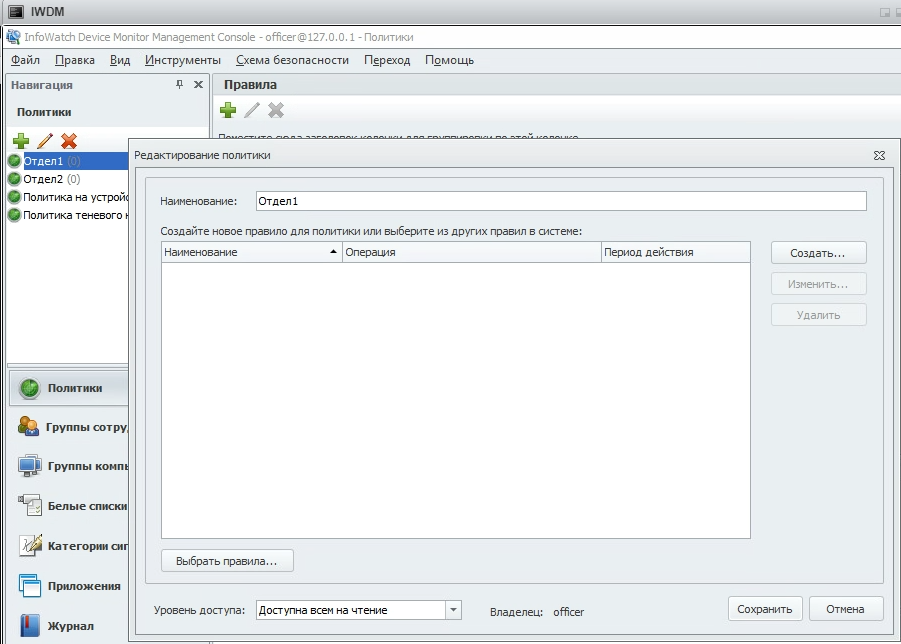 IWDM
InfoWatch Device Monitor Management Console - officer@127.0.0.1 - Политики
Файл Правка Вид Инструменты Схема безопасности Переход Помощь
Навигация
Правила
Политики
Поместите сюда заголовок колонки для группировки по этой колонке
Отдел1 (0)
Отдел2 (0)
Политика на устройс
Политика теневого к
Редактирование политики
Наименование: Отдел1
Создайте новое правило для политики или выберите из других правил в системе:
Наименование Операция Период действия
Создать...
Изменить...
Удалить
Выбрать правила...
Уровень доступа: Доступна всем на чтение Владелец: officer
Сохранить Отмена
Политики
Группы сотру
Группы компь
Белые списки
Категории сиг
Приложения
Журнал